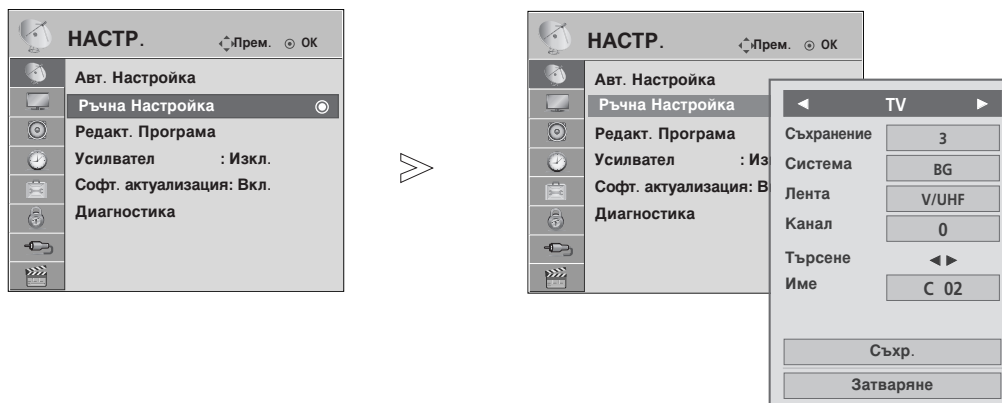 НАСТР.
Прем. OK
Авт. Настройка
Ръчна Настройка
Редакт. Програма
Усилвател : Изкл.
Софт. актуализация: Вкл.
Диагностика
НАСТР.
Прем. OK
Авт. Настройка
Ръчна Настройка
Редакт. Програма
Усилвател : Из
Софт. актуализация: В
Диагностика
◄ TV ►
Съхранение 3
Система BG
Лента V/UHF
Канал 0
Търсене ◄ ►
Име C 02
Съхр.
Затваряне